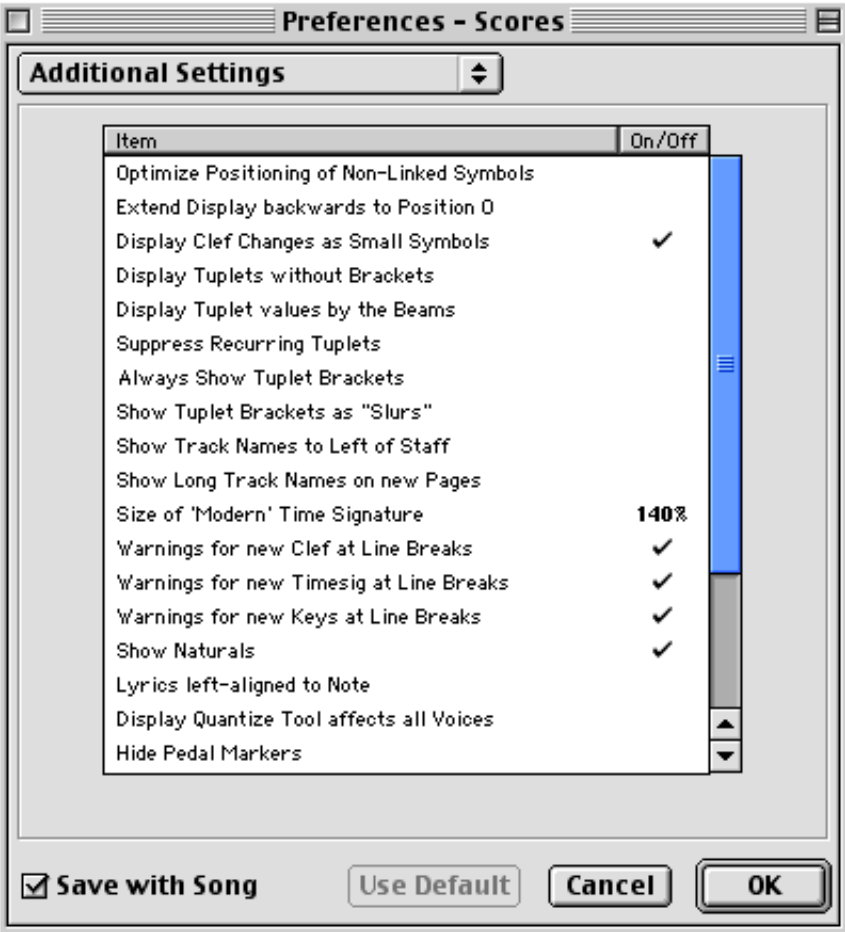 Preferences - Scores
Additional Settings
Item On/Off
Optimize Positioning of Non-Linked Symbols
Extend Display backwards to Position 0
Display Clef Changes as Small Symbols ✓
Display Tuplets without Brackets
Display Tuplet values by the Beams
Suppress Recurring Tuplets
Always Show Tuplet Brackets
Show Tuplet Brackets as "Slurs"
Show Track Names to Left of Staff
Show Long Track Names on new Pages
Size of 'Modern' Time Signature 140%
Warnings for new Clef at Line Breaks ✓
Warnings for new Timesig at Line Breaks ✓
Warnings for new Keys at Line Breaks ✓
Show Naturals ✓
Lyrics left-aligned to Note
Display Quantize Tool affects all Voices
Hide Pedal Markers
Save with Song Use Default Cancel OK